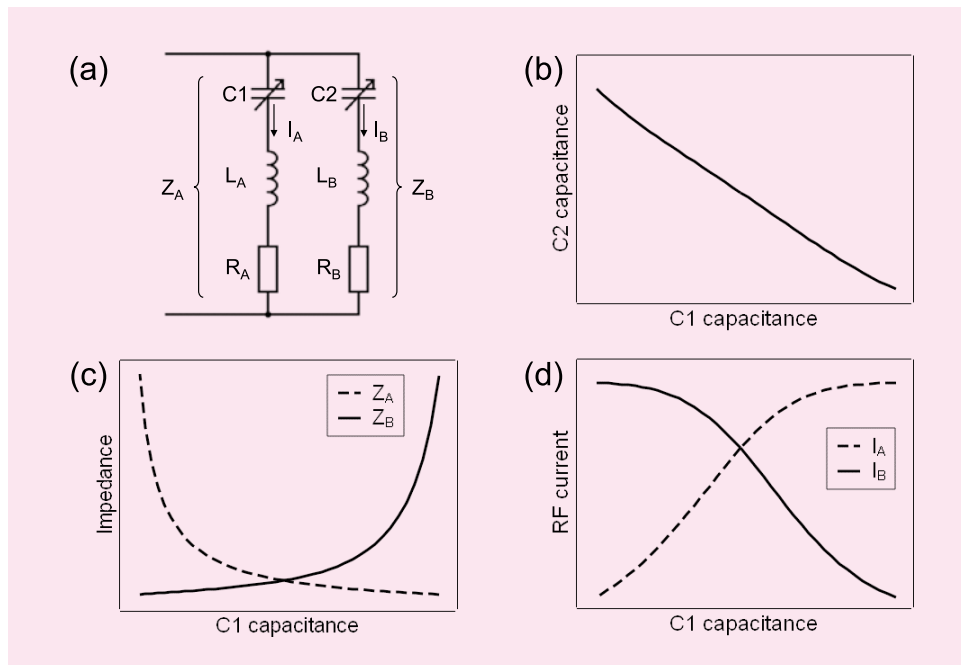 (a)
C1
C2
I_A
I_B
Z_A
L_A
L_B
Z_B
R_A
R_B
(b)
C2 capacitance
C1 capacitance
(c)
Z_A
Z_B
Impedance
C1 capacitance
(d)
I_A
I_B
RF current
C1 capacitance